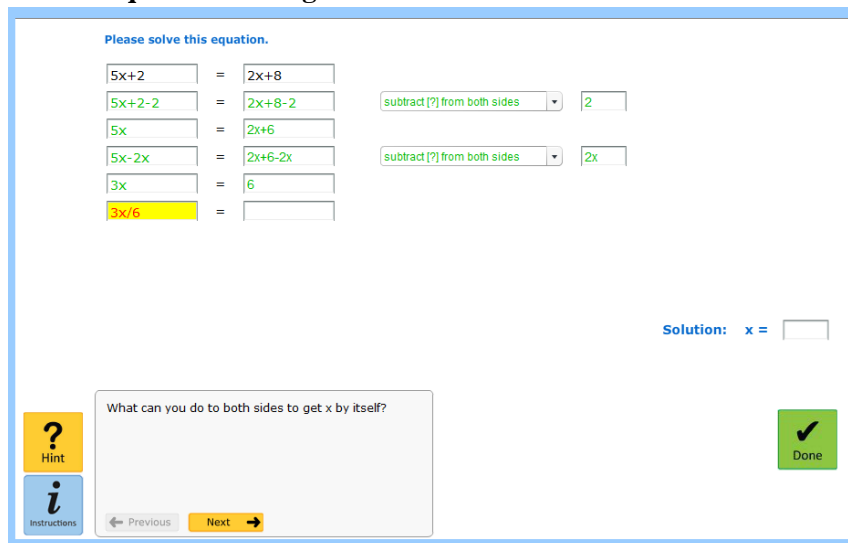 Please solve this equation.
5x+2 = 2x+8
5x+2-2 = 2x+8-2 subtract [?] from both sides 2
5x = 2x+6
5x-2x = 2x+6-2x subtract [?] from both sides 2x
3x = 6
3x/6 =
Solution: x =
What can you do to both sides to get x by itself?
? Hint
Done
i Instructions
Previous Next